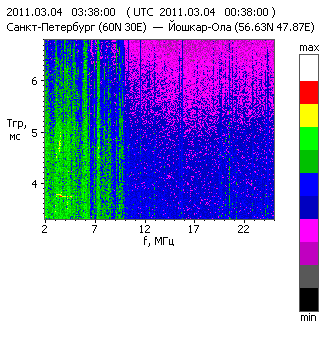 2011.03.04 03:38:00 (UTC 2011.03.04 00:38:00)
Санкт-Петербург (60N 30E) — Йошкар-Ола (56.63N 47.87E)
max
6
Tгр,
мс
5
4
2 7 12 17 22
f, МГц
min